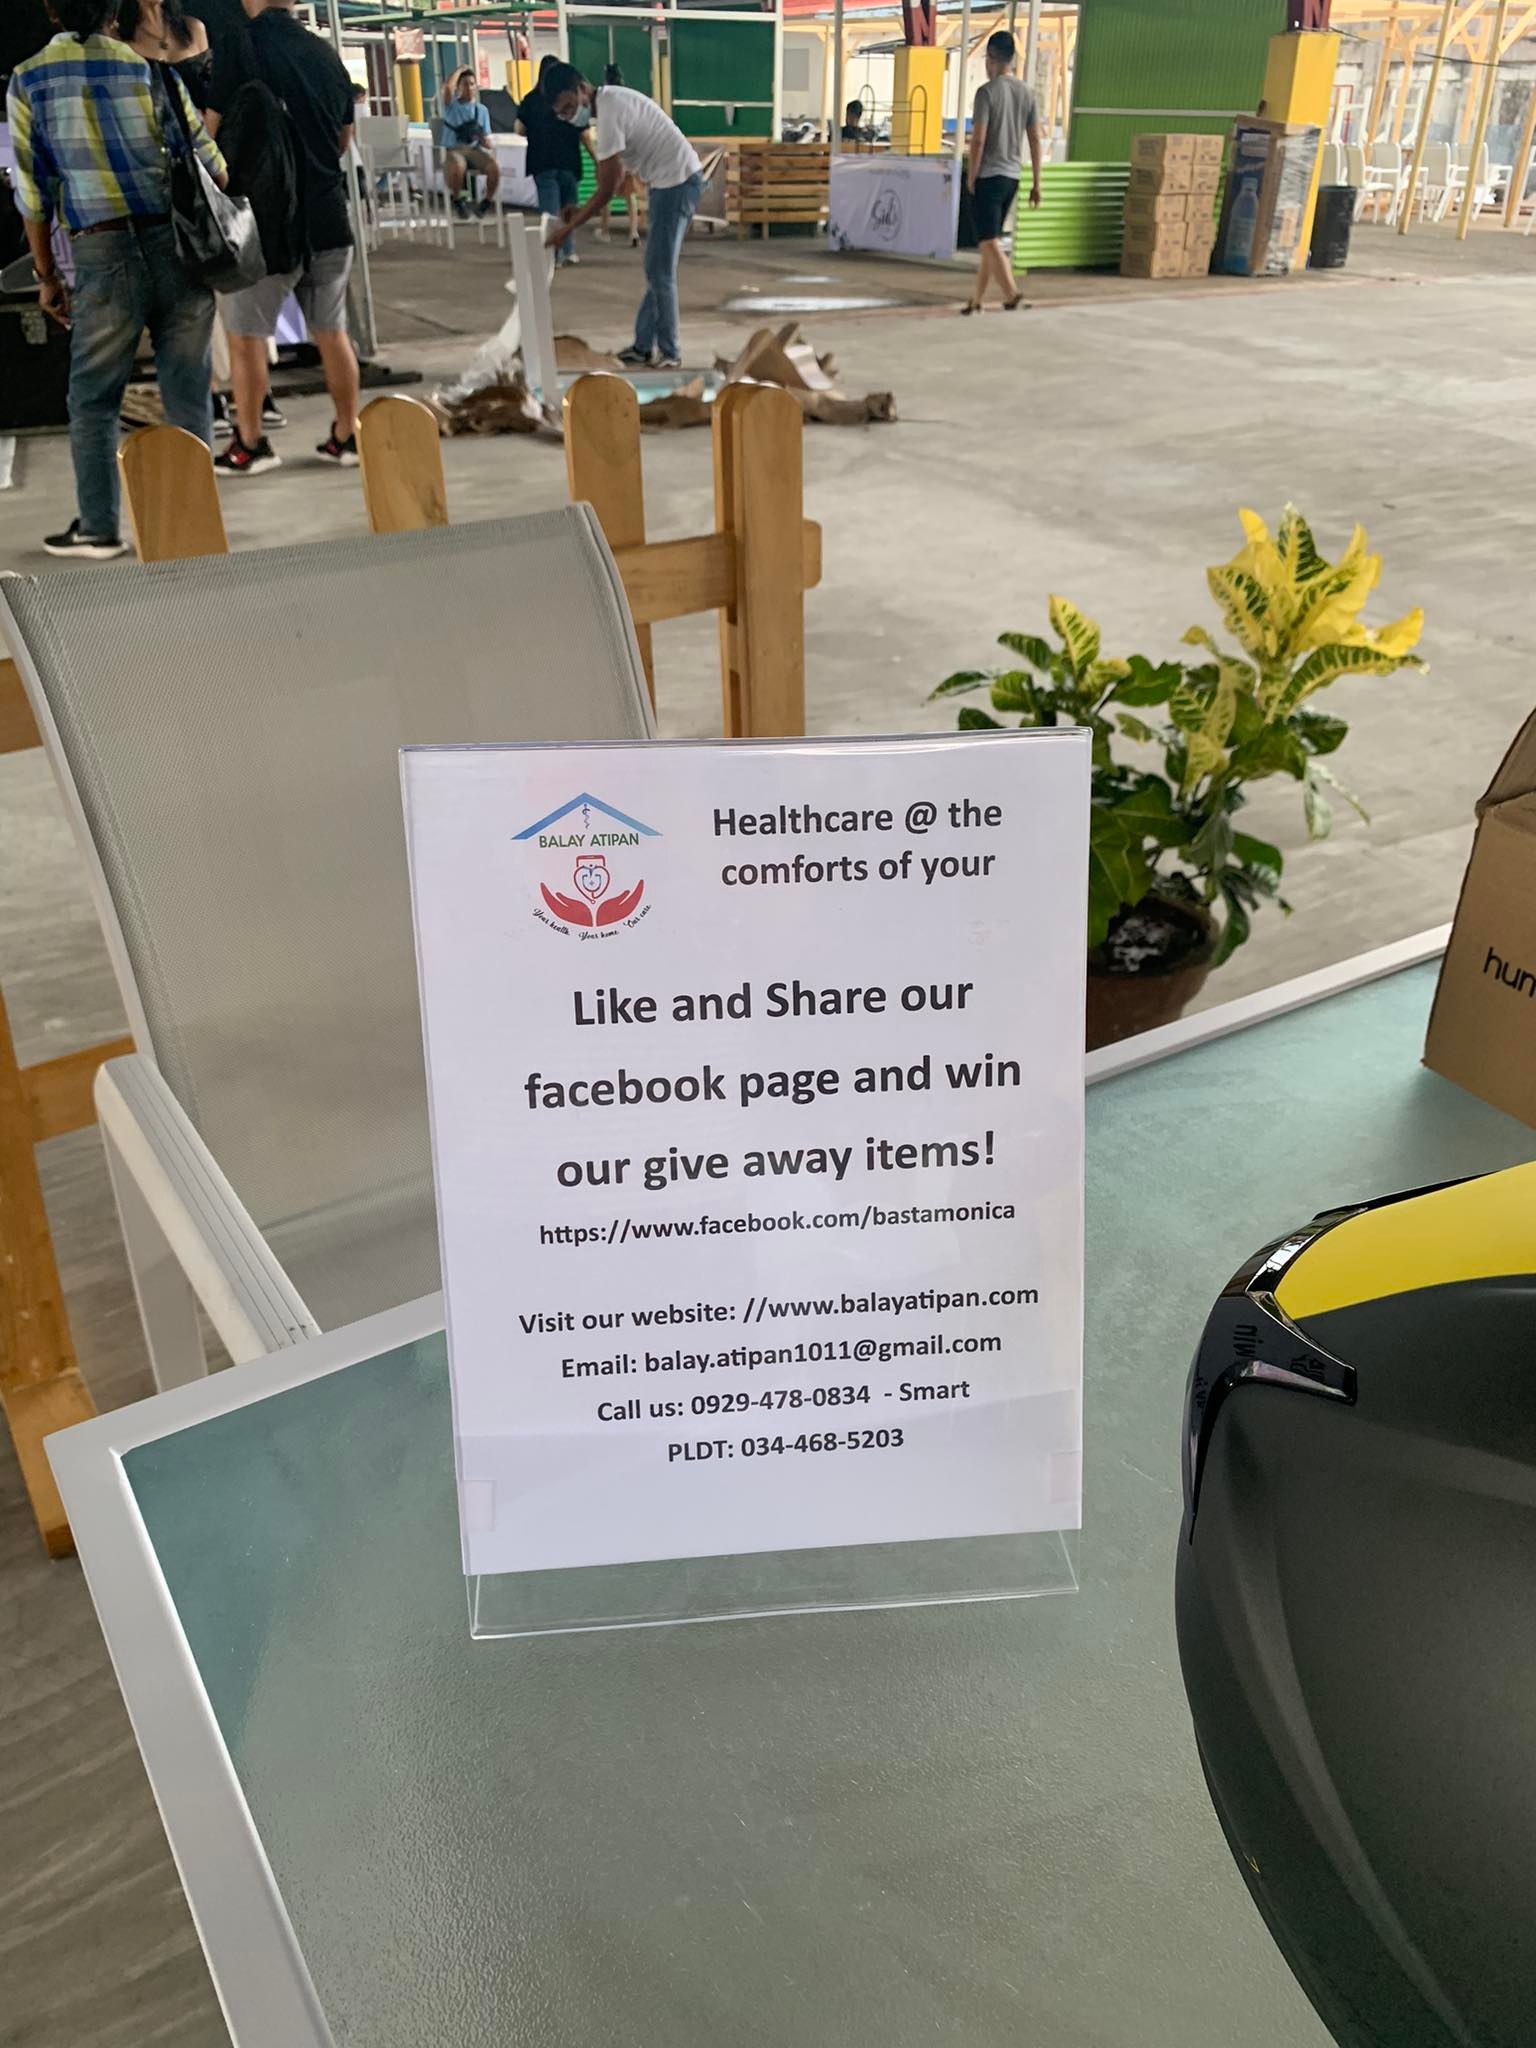 BALAY ATIPAN
Your health. Your home. Our care.
Healthcare @ the
comforts of your
Like and Share our
facebook page and win
our give away items!
https://www.facebook.com/bastamonica
Visit our website: //www.balayatipan.com
Email: balay.atipan1011@gmail.com
Call us: 0929-478-0834 - Smart
PLDT: 034-468-5203
hum